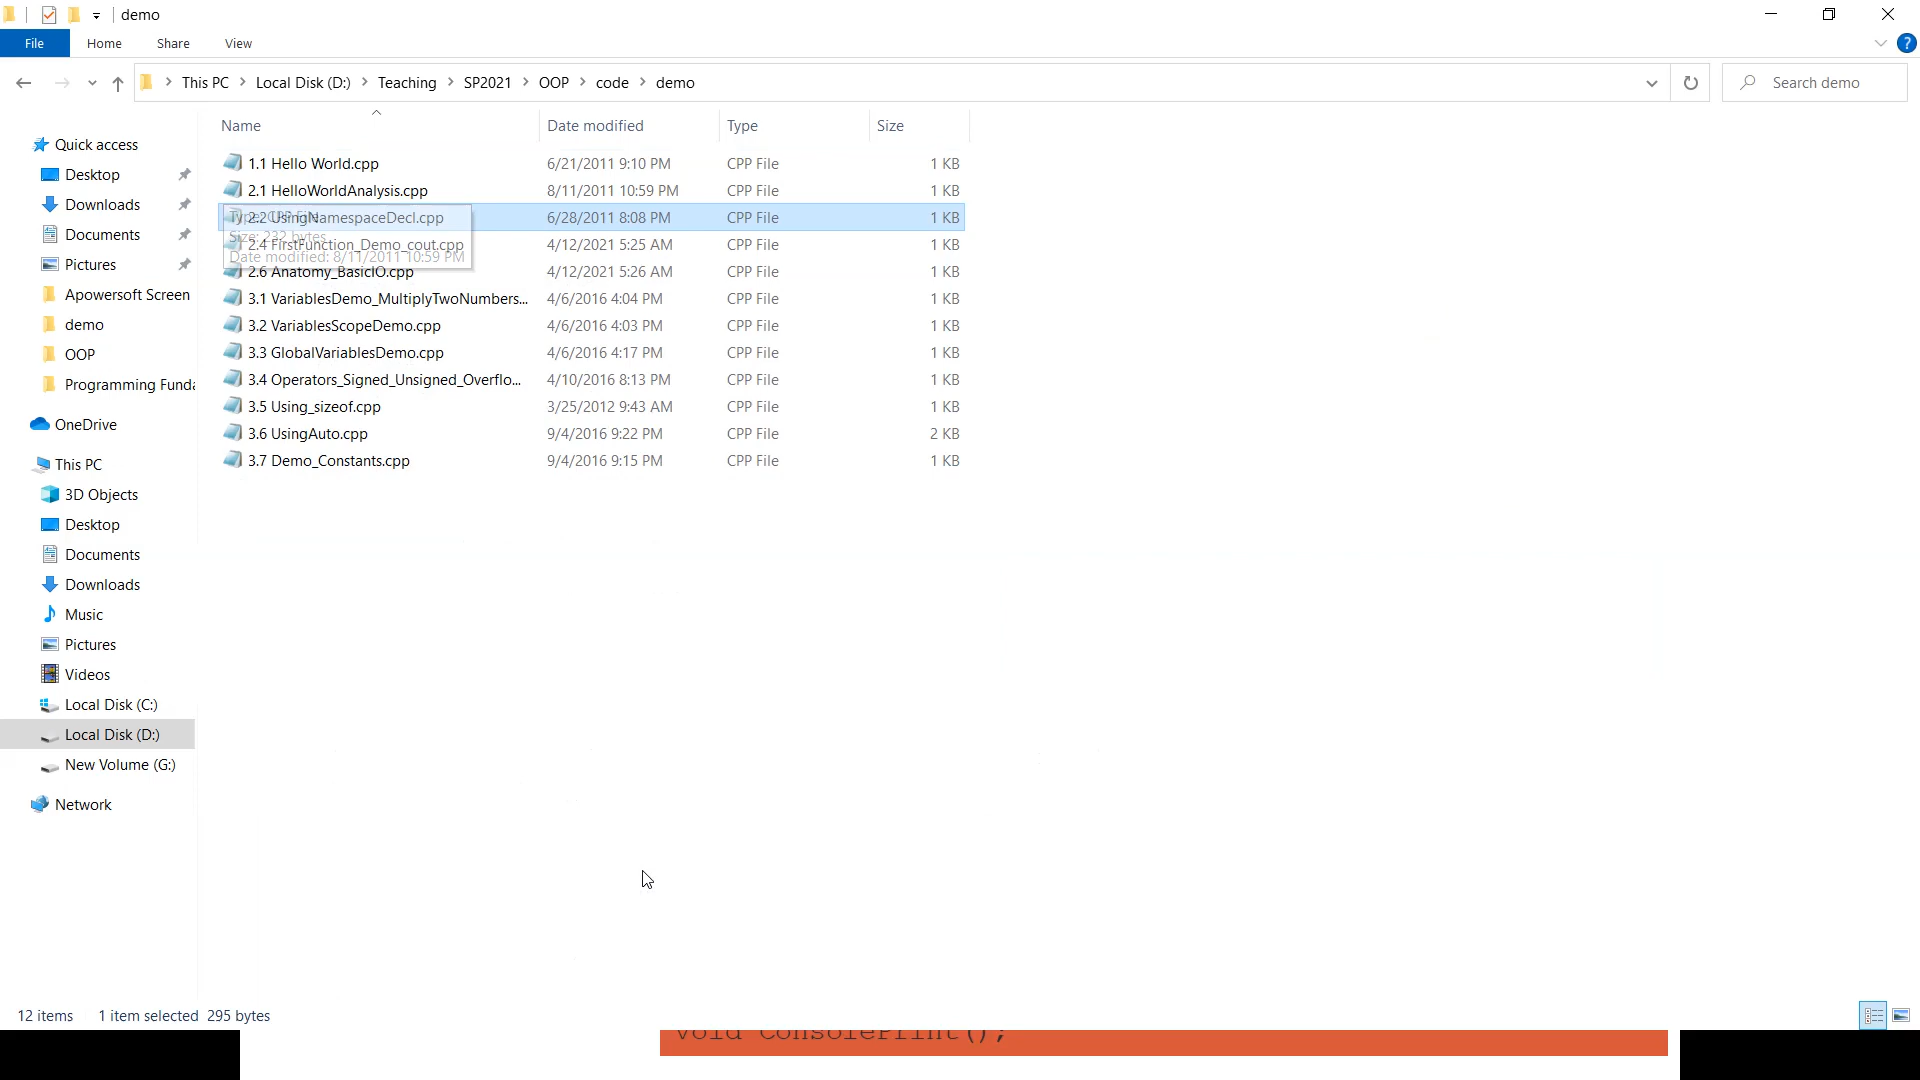 demo
File Home Share View
This PC Local Disk (D:) Teaching SP2021 OOP code demo Search demo
Name Date modified Type Size
Quick access
Desktop
Downloads
Documents
Pictures
Apowersoft Screen
demo
OOP
Programming Funda
OneDrive
This PC
3D Objects
Desktop
Documents
Downloads
Music
Pictures
Videos
Local Disk (C:)
Local Disk (D:)
New Volume (G:)
Network
1.1 Hello World.cpp 6/21/2011 9:10 PM CPP File 1 KB
2.1 HelloWorldAnalysis.cpp 8/11/2011 10:59 PM CPP File 1 KB
2.2 UsingNamespaceDecl.cpp 6/28/2011 8:08 PM CPP File 1 KB
2.4 FirstFunction_Demo_cout.cpp 4/12/2021 5:25 AM CPP File 1 KB
2.6 Anatomy_BasicIO.cpp 4/12/2021 5:26 AM CPP File 1 KB
3.1 VariablesDemo_MultiplyTwoNumbers... 4/6/2016 4:04 PM CPP File 1 KB
3.2 VariablesScopeDemo.cpp 4/6/2016 4:03 PM CPP File 1 KB
3.3 GlobalVariablesDemo.cpp 4/6/2016 4:17 PM CPP File 1 KB
3.4 Operators_Signed_Unsigned_Overflo... 4/10/2016 8:13 PM CPP File 1 KB
3.5 Using_sizeof.cpp 3/25/2012 9:43 AM CPP File 1 KB
3.6 UsingAuto.cpp 9/4/2016 9:22 PM CPP File 2 KB
3.7 Demo_Constants.cpp 9/4/2016 9:15 PM CPP File 1 KB
Type: CPP File
Size: 232 bytes
Date modified: 8/11/2011 10:59 PM
12 items 1 item selected 295 bytes
void ConsolePrint();